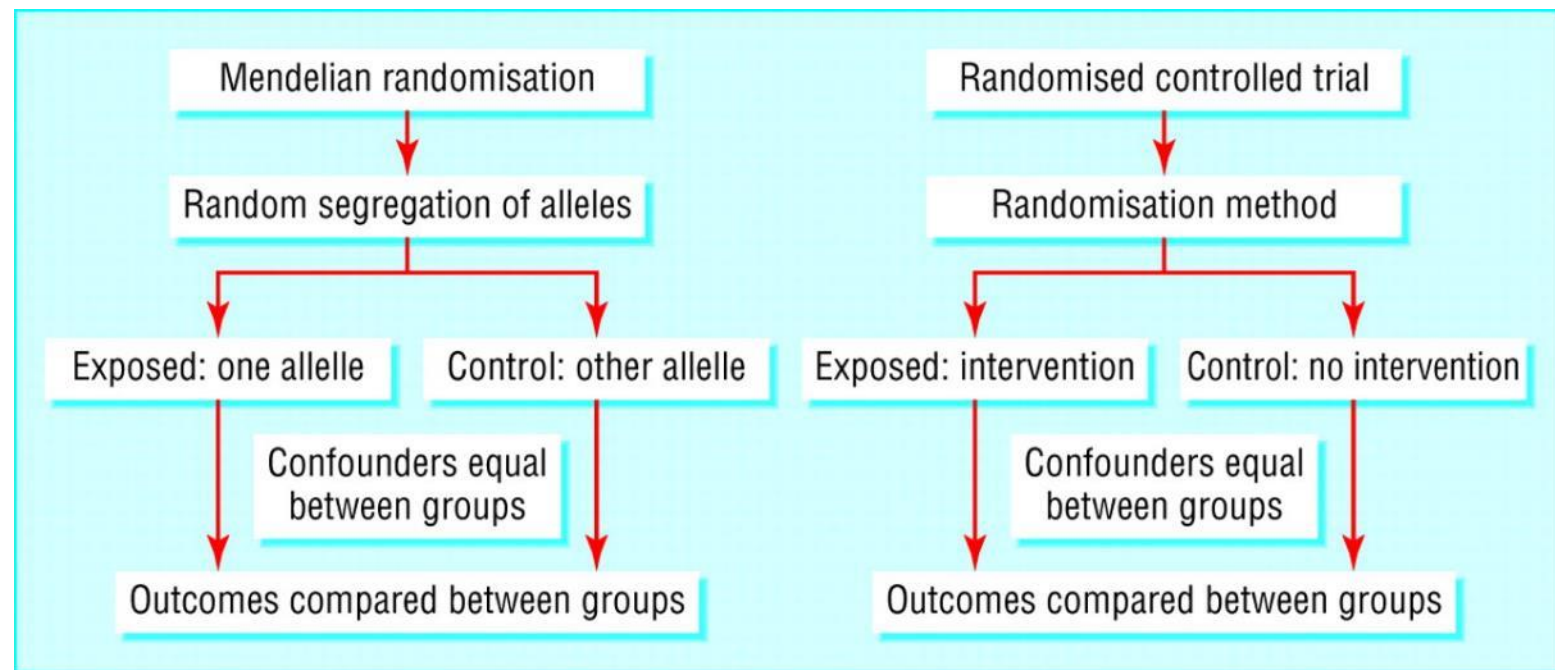 Mendelian randomisation
Random segregation of alleles
Exposed: one allele
Control: other allele
Confounders equal
between groups
Outcomes compared between groups
Randomised controlled trial
Randomisation method
Exposed: intervention
Control: no intervention
Confounders equal
between groups
Outcomes compared between groups